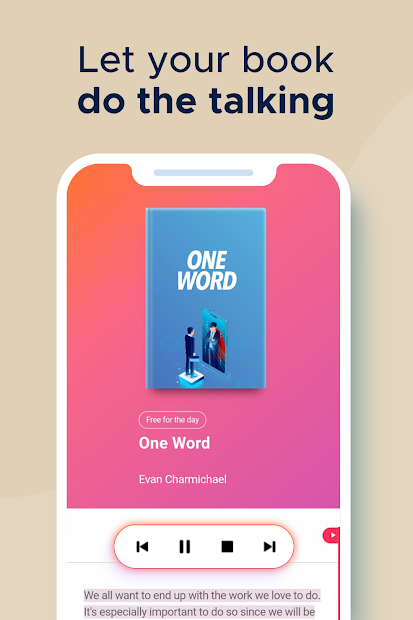 Let your book
do the talking
ONE
WORD
Free for the day
One Word
Evan Charmichael
We all want to end up with the work we love to do.
It's especially important to do so since we will be